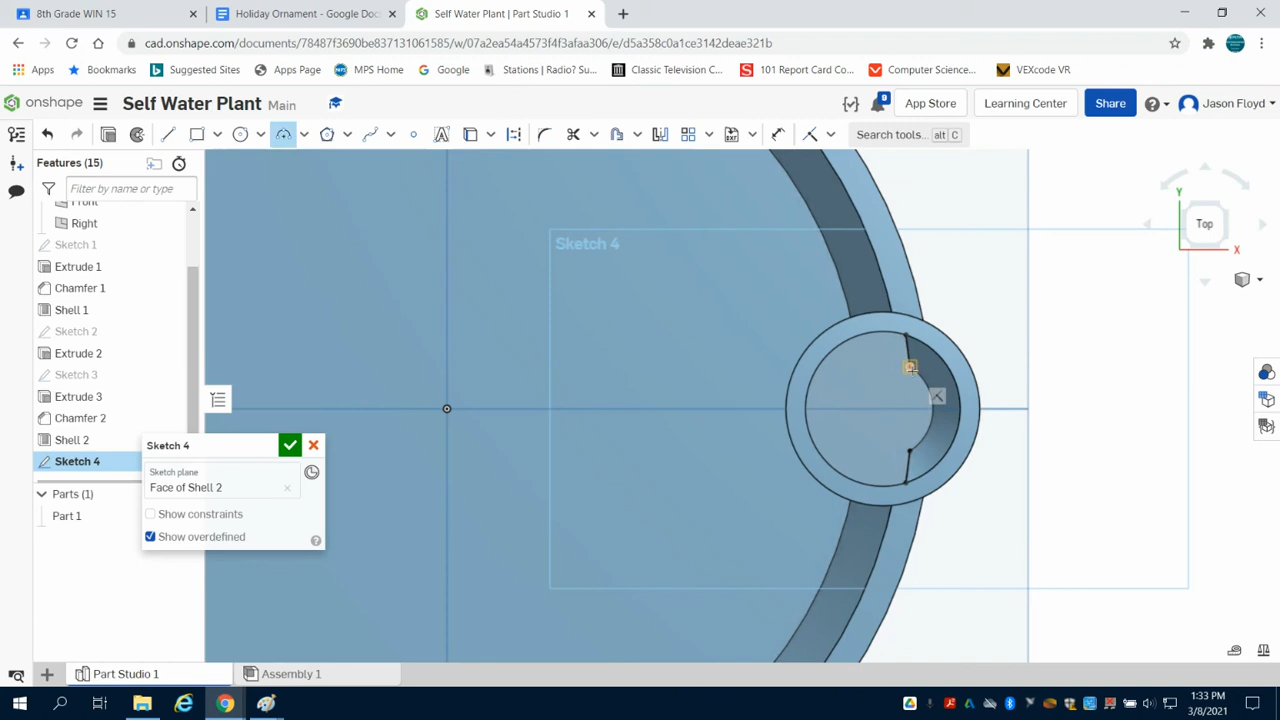 8th Grade WIN 15
Holiday Ornament - Google Doc
Self Water Plant | Part Studio 1
cad.onshape.com/documents/78487f3690be837131061585/w/07a2ea54a4573f4f3afaa306/e/d5a358c0a1ce3142deae321b
Apps
Bookmarks
Suggested Sites
Apps Page
MPS Home
Google
Stations | Radio? Su...
Classic Television C...
101 Report Card Co...
Computer Science...
VEXcode VR
onshape
Self Water Plant Main
App Store
Learning Center
Share
Jason Floyd
Search tools...
alt C
Features (15)
Filter by name or type
Front
Right
Sketch 1
Extrude 1
Chamfer 1
Shell 1
Sketch 2
Extrude 2
Sketch 3
Extrude 3
Chamfer 2
Shell 2
Sketch 4
Parts (1)
Part 1
Sketch 4
Sketch plane
Face of Shell 2
Show constraints
Show overdefined
Sketch 4
Y
Top
X
Part Studio 1
Assembly 1
1:33 PM
3/8/2021